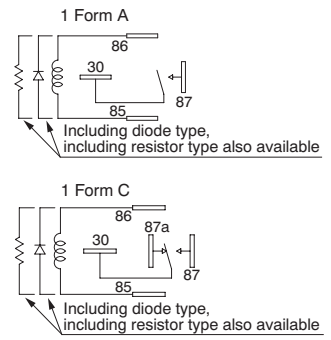 1 Form A
86
30
87
85
Including diode type,
including resistor type also available
1 Form C
86
87a
30
87
85
Including diode type,
including resistor type also available